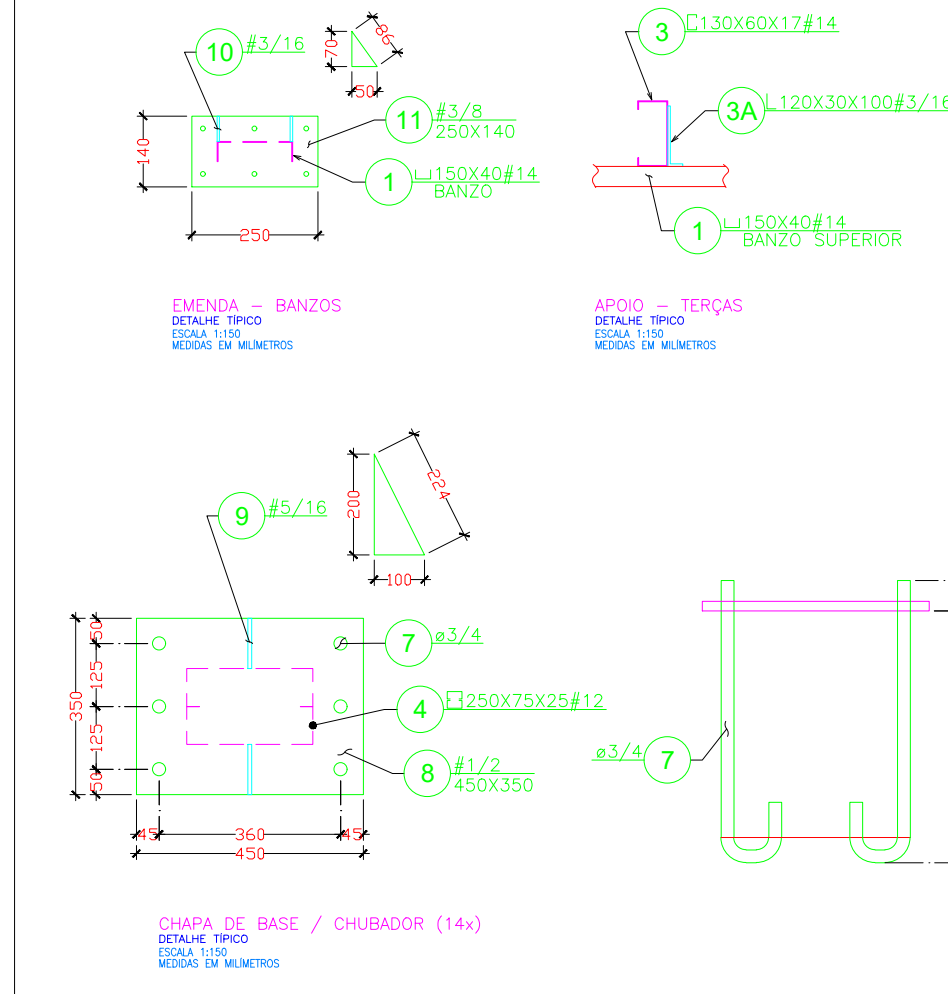 10 #3/16
70
86
50
11 #3/8
250X140
140
1 150X40#14
BANZO
250
EMENDA - BANZOS
DETALHE TÍPICO
ESCALA 1:150
MEDIDAS EM MILÍMETROS
3 130X60X17#14
3A 120X30X100#3/16
1 150X40#14
BANZO SUPERIOR
APOIO - TERÇAS
DETALHE TÍPICO
ESCALA 1:150
MEDIDAS EM MILÍMETROS
9 #5/16
200
224
100
7 ø3/4
4 250X75X25#12
8 #1/2
450X350
350
50
125
125
50
45
360
45
450
CHAPA DE BASE / CHUBADOR (14x)
DETALHE TÍPICO
ESCALA 1:150
MEDIDAS EM MILÍMETROS
ø3/4 7